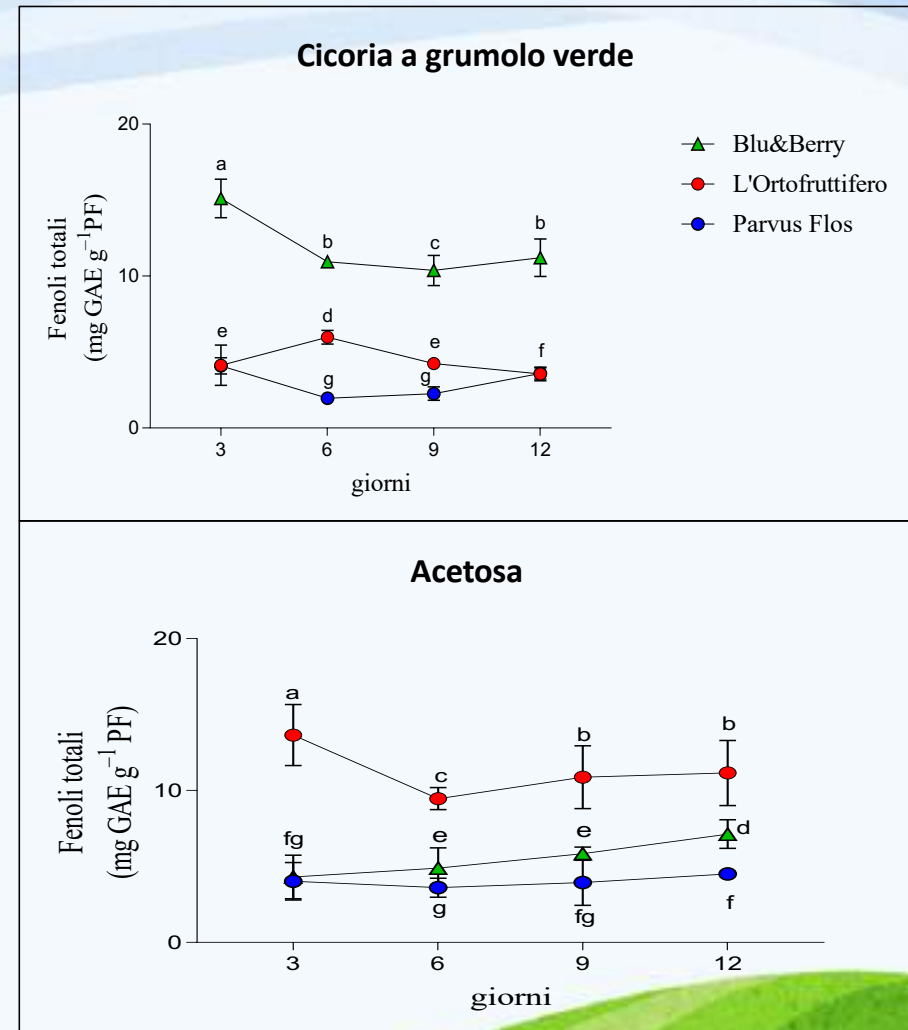 Cicoria a grumolo verde
20
10
0
Fenoli totali
(mg GAE g⁻¹PF)
a
b
c
b
e
d
e
f
g
g
3 6 9 12
giorni
Blu&Berry
L'Ortofruttifero
Parvus Flos
Acetosa
20
10
0
Fenoli totali
(mg GAE g⁻¹ PF)
a
c
b
b
fg
e
e
d
g
fg
f
3 6 9 12
giorni